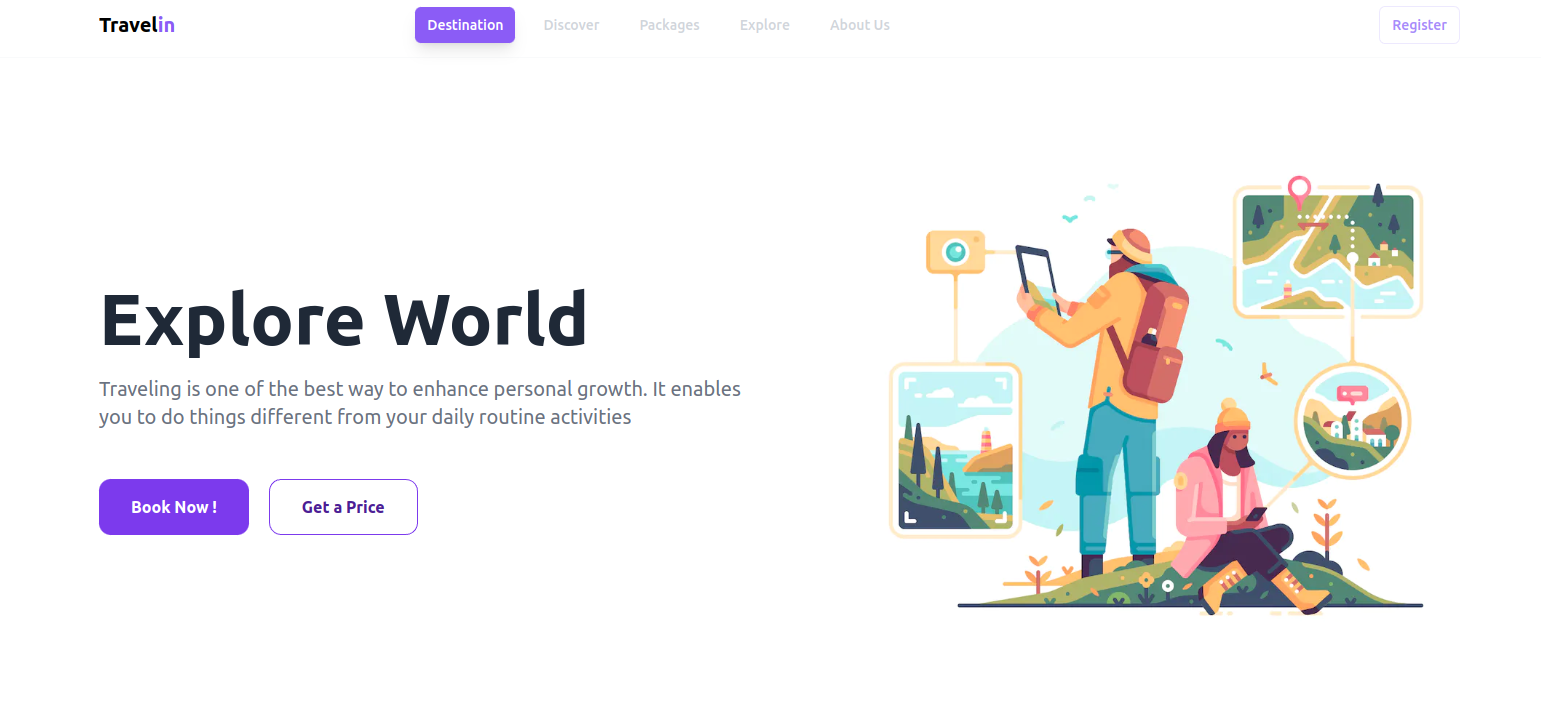 Travelin
Destination
Discover
Packages
Explore
About Us
Register
Explore World
Traveling is one of the best way to enhance personal growth. It enables
you to do things different from your daily routine activities
Book Now !
Get a Price